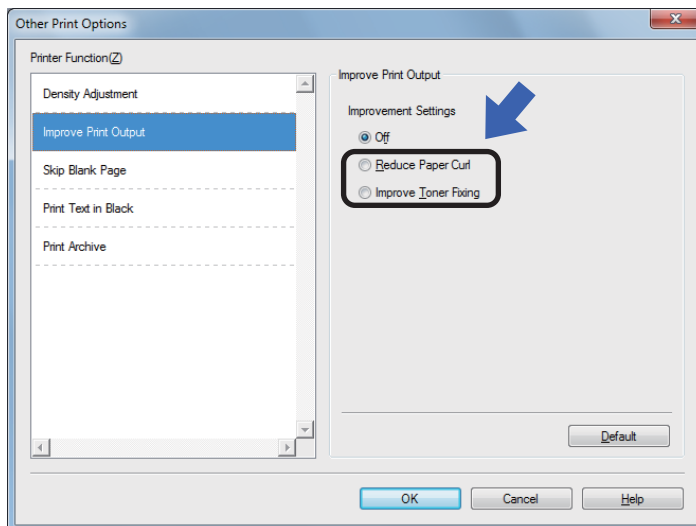 Other Print Options
Printer Function(Z)
Density Adjustment
Improve Print Output
Skip Blank Page
Print Text in Black
Print Archive
Improve Print Output
Improvement Settings
Off
Reduce Paper Curl
Improve Toner Fixing
Default
OK
Cancel
Help